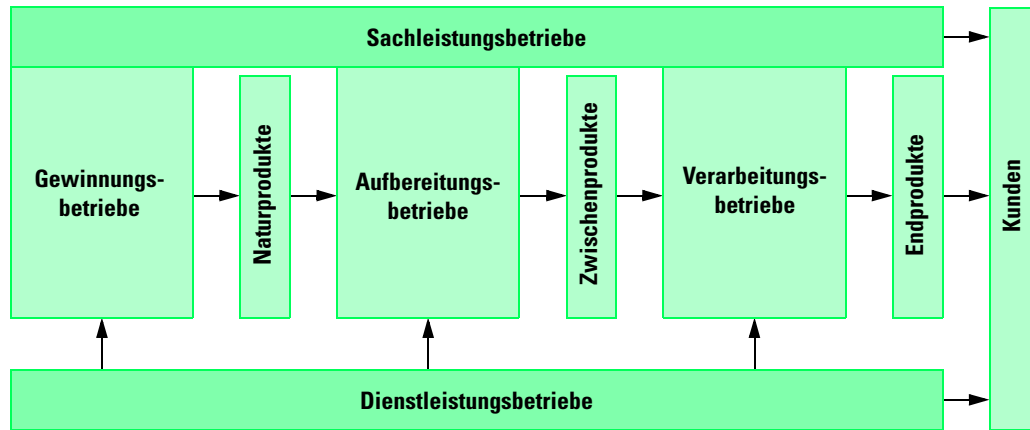 Sachleistungsbetriebe
Gewinnungs-
betriebe
Naturprodukte
Aufbereitungs-
betriebe
Zwischenprodukte
Verarbeitungs-
betriebe
Endprodukte
Kunden
Dienstleistungsbetriebe